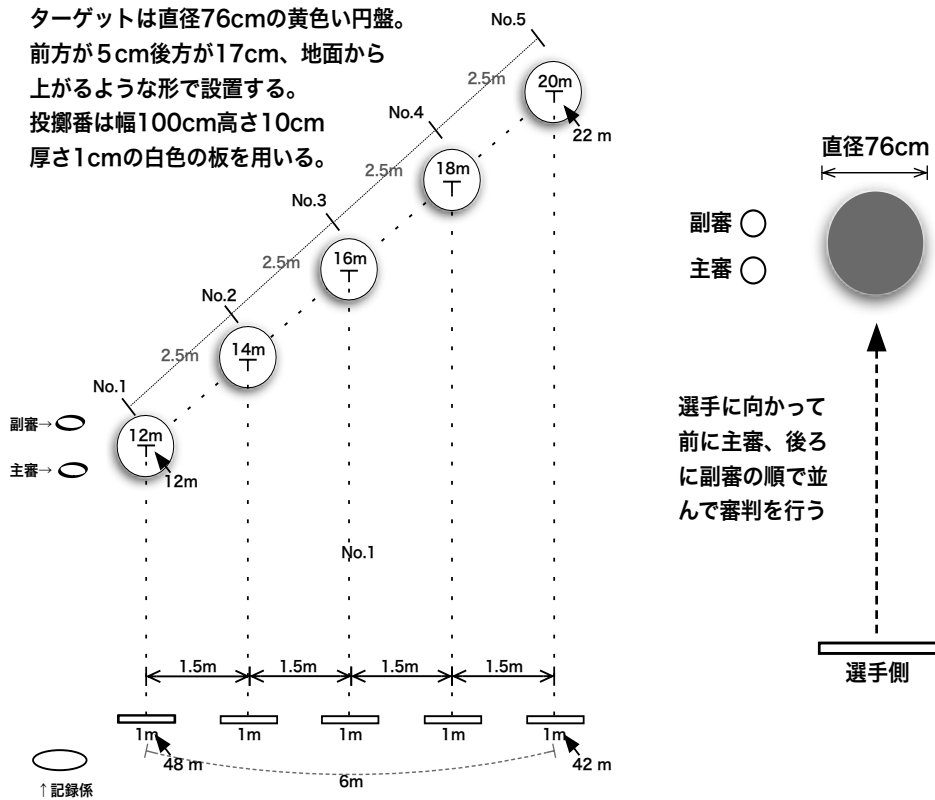 ターゲットは直径76cmの黄色い円盤。
前方が5cm後方が17cm、地面から
上がるような形で設置する。
投擲番は幅100cm高さ10cm
厚さ1cmの白色の板を用いる。
No.5
2.5m
20m
22 m
No.4
2.5m
18m
No.3
2.5m
16m
No.2
2.5m
14m
No.1
12m
12m
副審→
主審→
No.1
1.5m
1.5m
1.5m
1.5m
1m
1m
1m
1m
1m
48 m
42 m
6m
↑記録係
直径76cm
副審
主審
選手に向かって
前に主審、後ろ
に副審の順で並
んで審判を行う
選手側